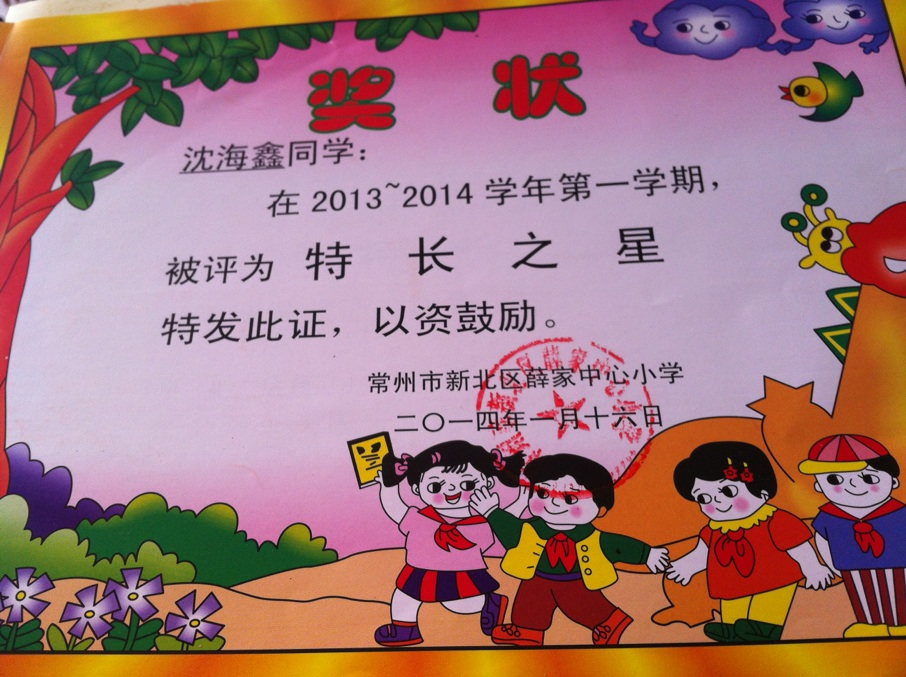 奖 状
沈海鑫同学：
在 2013~2014 学年第一学期，
被评为 特 长 之 星
特发此证，以资鼓励。
常州市新北区薛家中心小学
二〇一四年一月十六日